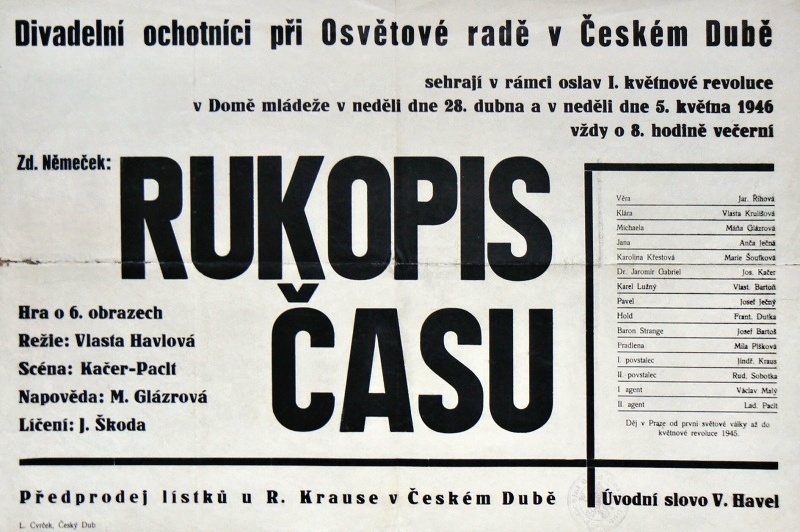 Divadelní ochotníci při Osvětové radě v Českém Dubě
sehrají v rámci oslav I. květnové revoluce
v Domě mládeže v neděli dne 28. dubna a v neděli dne 5. května 1946
vždy o 8. hodině večerní
Zd. Němeček:
RUKOPIS
ČASU
Hra o 6. obrazech
Režie: Vlasta Havlová
Scéna: Kačer-Paclt
Napověda: M. Glázrová
Líčení: J. Škoda
Věra Jar. Říhová
Klára Vlasta Krulišová
Michaela Máňa Glázrová
Jana Anča Ječná
Karolina Křestová Marie Šoufková
Dr. Jaromír Gabriel Jos. Kačer
Karel Lužný Vlast. Bartoň
Pavel Josef Ječný
Hold Frant. Dutka
Baron Strange Josef Bartoš
Pradlena Mila Plšková
I. povstalec Jindř. Kraus
II. povstalec Rud. Sobotka
I agent Václav Malý
II. agent Lad. Paclt
Děj v Praze od první světové války až do
květnové revoluce 1945.
Předprodej lístků u R. Krause v Českém Dubě
Úvodní slovo V. Havel
L. Cvrček, Český Dub